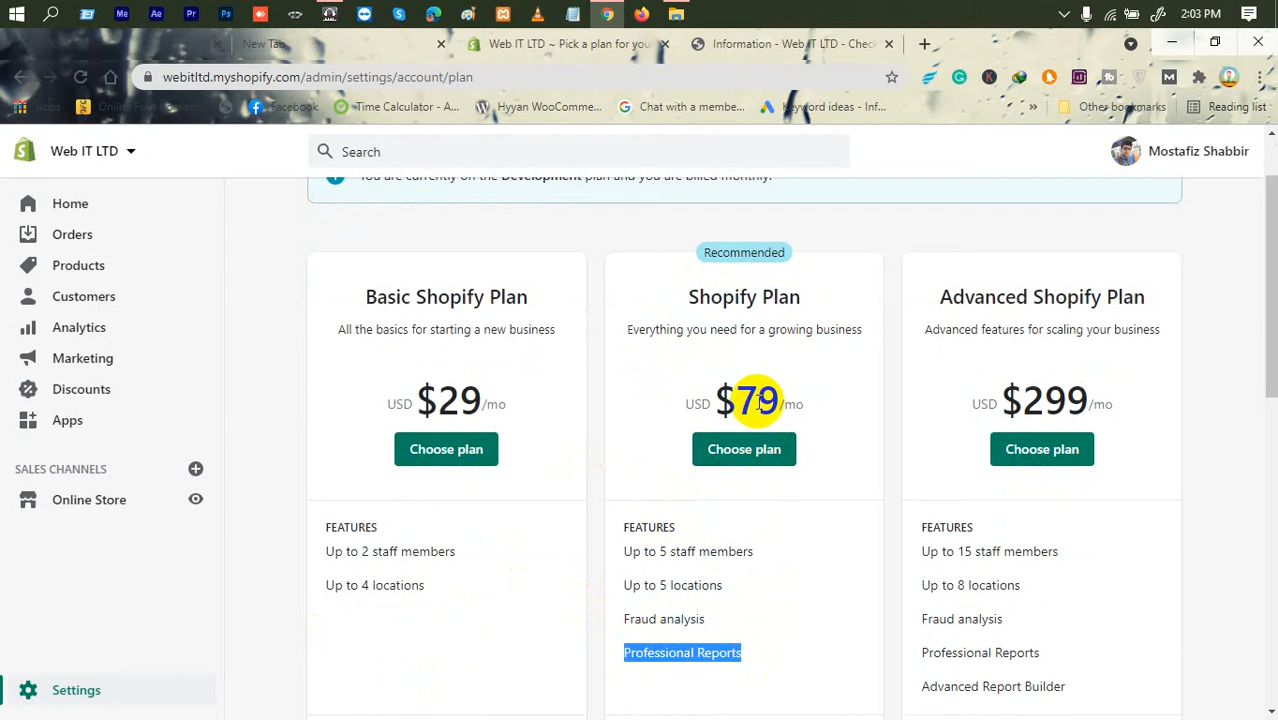 2:03 PM
New Tab
Web IT LTD ~ Pick a plan for you
Information - Web IT LTD - Chec
webitltd.myshopify.com/admin/settings/account/plan
Apps
Facebook
Time Calculator - A...
Hyyan WooComme...
Chat with a membe...
Keyword ideas - Inf...
Other bookmarks
Reading list
Web IT LTD
Search
Mostafiz Shabbir
You are currently on the Development plan and you are billed monthly.
Home
Orders
Products
Customers
Analytics
Marketing
Discounts
Apps
SALES CHANNELS
Online Store
Settings
Recommended
Basic Shopify Plan
All the basics for starting a new business
USD $29/mo
Choose plan
FEATURES
Up to 2 staff members
Up to 4 locations
Shopify Plan
Everything you need for a growing business
USD $79/mo
Choose plan
FEATURES
Up to 5 staff members
Up to 5 locations
Fraud analysis
Professional Reports
Advanced Shopify Plan
Advanced features for scaling your business
USD $299/mo
Choose plan
FEATURES
Up to 15 staff members
Up to 8 locations
Fraud analysis
Professional Reports
Advanced Report Builder